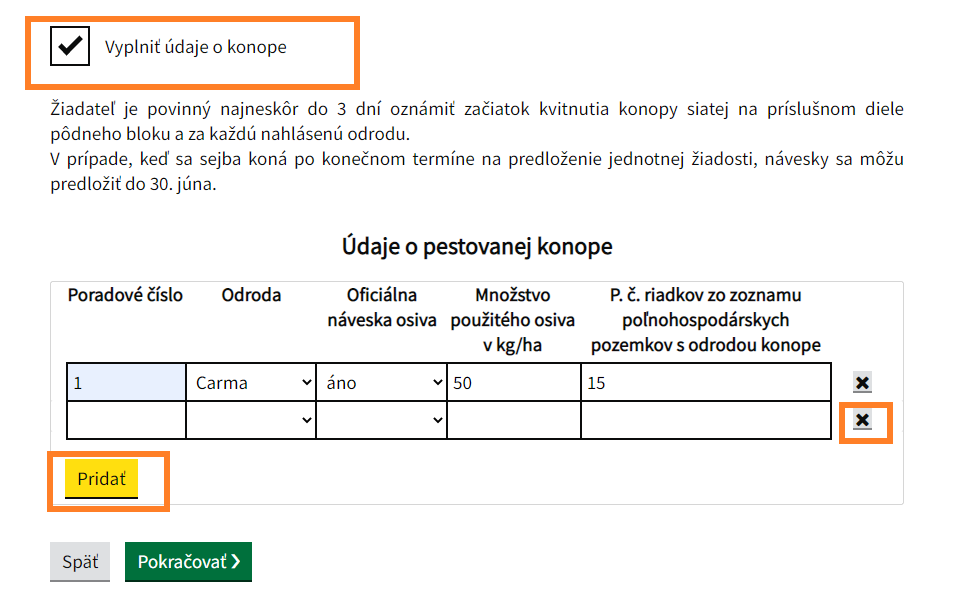 Vyplniť údaje o konope
Žiadateľ je povinný najneskôr do 3 dní oznámiť začiatok kvitnutia konopy siatej na príslušnom diele
pôdneho bloku a za každú nahlásenú odrodu.
V prípade, keď sa sejba koná po konečnom termíne na predloženie jednotnej žiadosti, návesky sa môžu
predložiť do 30. júna.
Údaje o pestovanej konope
Poradové číslo
Odroda
Oficiálna
náveska osiva
Množstvo
použitého osiva
v kg/ha
P. č. riadkov zo zoznamu
poľnohospodárskych
pozemkov s odrodou konope
1
Carma
áno
50
15
Pridať
Späť
Pokračovať ❯